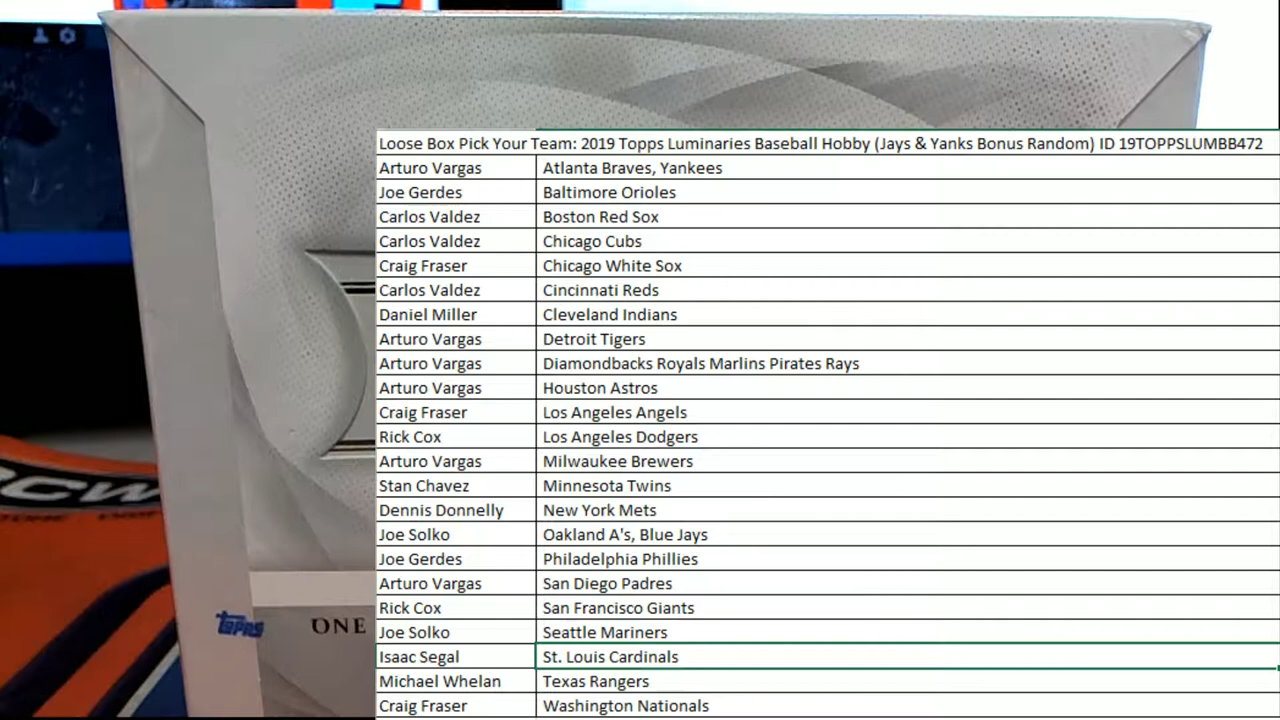 Loose Box Pick Your Team: 2019 Topps Luminaries Baseball Hobby (Jays & Yanks Bonus Random) ID 19TOPPSLUMBB472
Arturo Vargas Atlanta Braves, Yankees
Joe Gerdes Baltimore Orioles
Carlos Valdez Boston Red Sox
Carlos Valdez Chicago Cubs
Craig Fraser Chicago White Sox
Carlos Valdez Cincinnati Reds
Daniel Miller Cleveland Indians
Arturo Vargas Detroit Tigers
Arturo Vargas Diamondbacks Royals Marlins Pirates Rays
Arturo Vargas Houston Astros
Craig Fraser Los Angeles Angels
Rick Cox Los Angeles Dodgers
Arturo Vargas Milwaukee Brewers
Stan Chavez Minnesota Twins
Dennis Donnelly New York Mets
Joe Solko Oakland A's, Blue Jays
Joe Gerdes Philadelphia Phillies
Arturo Vargas San Diego Padres
Rick Cox San Francisco Giants
Joe Solko Seattle Mariners
Isaac Segal St. Louis Cardinals
Michael Whelan Texas Rangers
Craig Fraser Washington Nationals
topps ONE